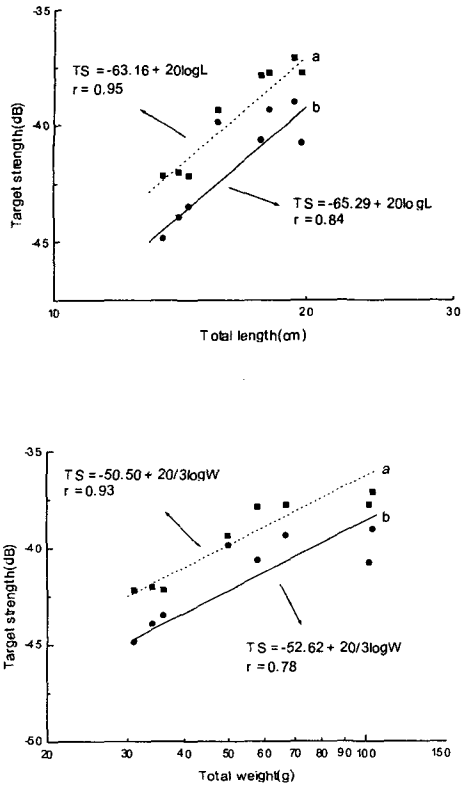 -35
TS =-63.16 + 20logL
r = 0.95
a
b
-40
Target strength(dB)
TS =-65.29 + 20logL
r = 0.84
-45
10
20
30
Total length(cm)
-35
TS =-50.50 + 20/3logW
r = 0.93
a
b
-40
Target strength(dB)
-45
TS =-52.62 + 20/3logW
r = 0.78
-50
20 30 40 50 60 70 80 90 100 150
Total weight(g)